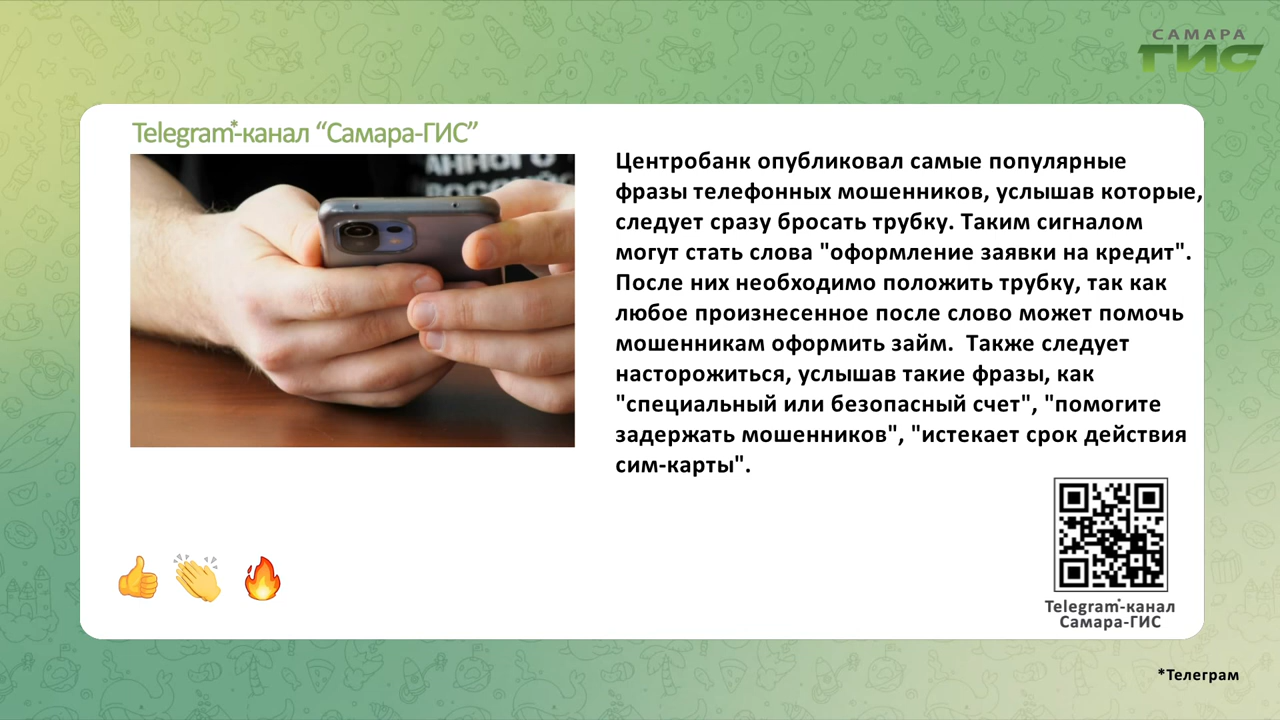 САМАРА
ГИС
Telegram*-канал “Самара-ГИС”
АННОГО
РОССИЙС
Центробанк опубликовал самые популярные
фразы телефонных мошенников, услышав которые,
следует сразу бросать трубку. Таким сигналом
могут стать слова "оформление заявки на кредит".
После них необходимо положить трубку, так как
любое произнесенное после слово может помочь
мошенникам оформить займ.  Также следует
насторожиться, услышав такие фразы, как
"специальный или безопасный счет", "помогите
задержать мошенников", "истекает срок действия
сим-карты".
Telegram*-канал
Самара-ГИС
*Телеграм